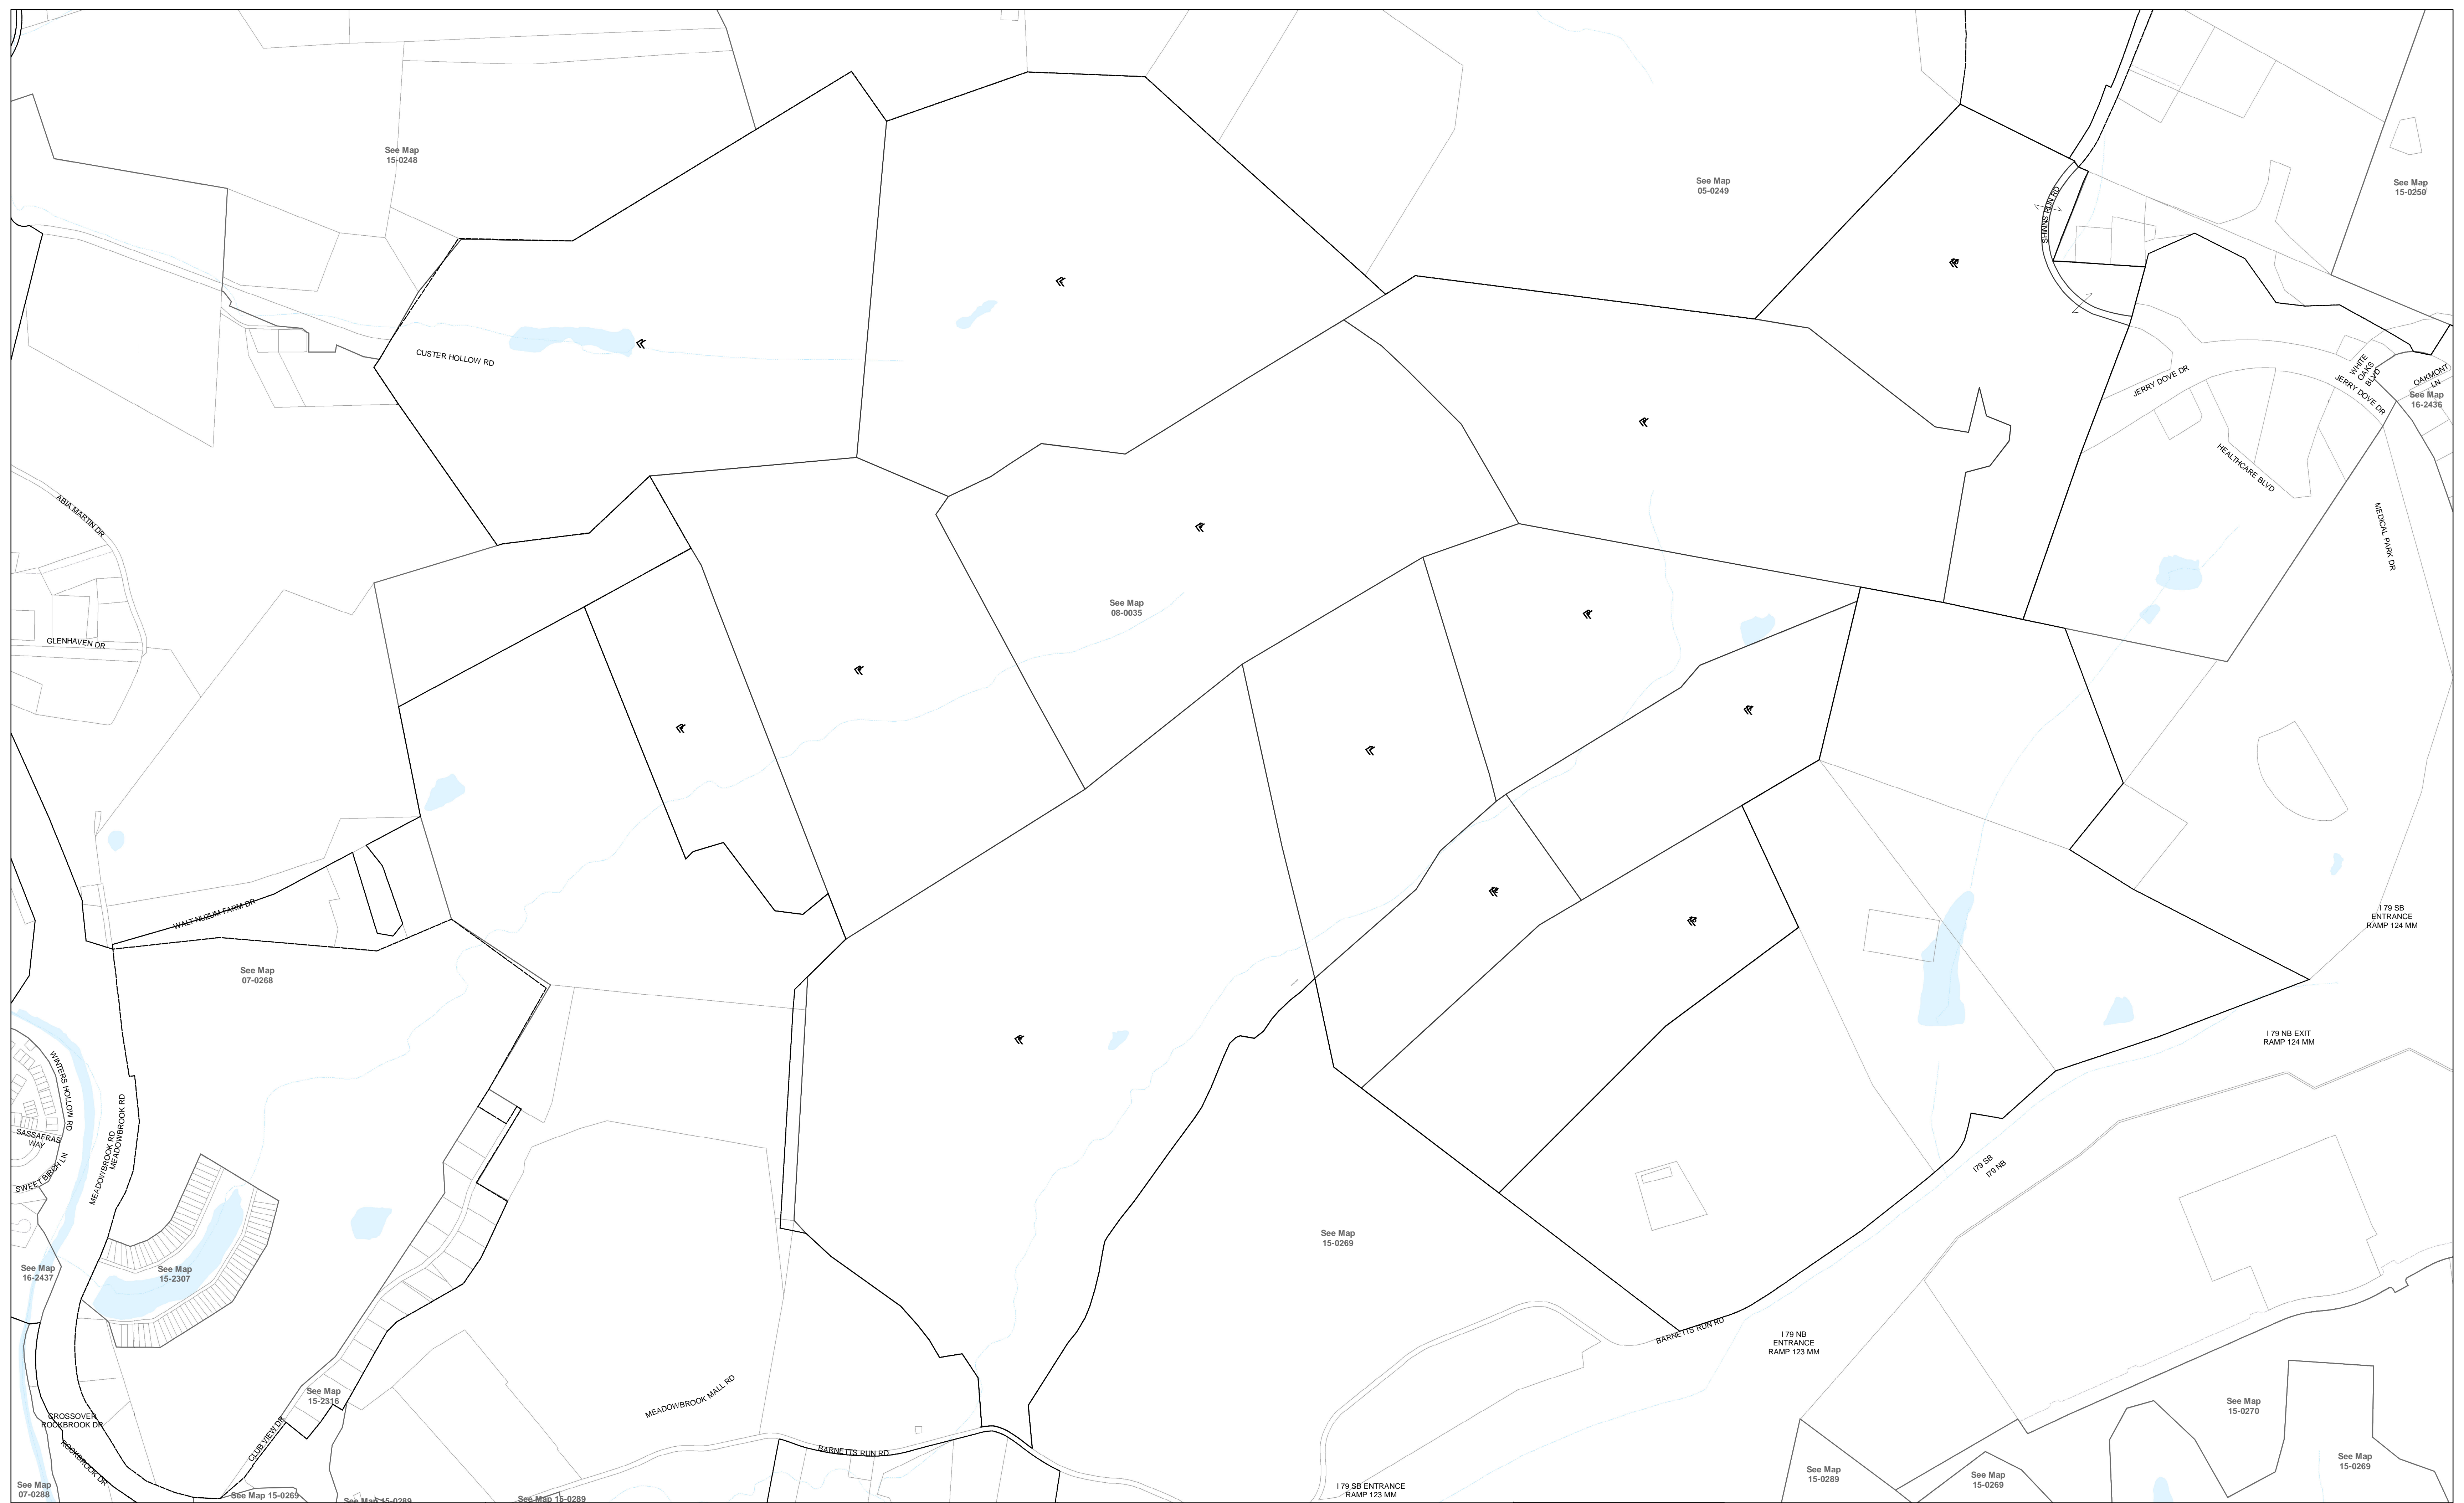 See Map
15-0248
See Map
05-0249
See Map
15-0250
SHINNS RUN RD
CUSTER HOLLOW RD
JERRY DOVE DR
WHITE
OAKS
BLVD
JERRY DOVE DR
OAKMONT
LN
See Map
16-2436
HEALTHCARE BLVD
MEDICAL PARK DR
ABIA MARTIN DR
GLENHAVEN DR
See Map
08-0035
WALT NUZUM FARM DR
See Map
07-0268
I 79 SB
ENTRANCE
RAMP 124 MM
I 79 NB EXIT
RAMP 124 MM
WINTERS HOLLOW RD
SASSAFRAS
WAY
SWEET BIRCH LN
MEADOWBROOK RD
MEADOWBROOK RD
I79 SB
I79 NB
See Map
15-0269
See Map
16-2437
See Map
15-2307
BARNETTS RUN RD
I 79 NB
ENTRANCE
RAMP 123 MM
See Map
15-2316
MEADOWBROOK MALL RD
CROSSOVER
ROCKBROOK DR
ROCKBROOK DR
CLUB VIEW DR
BARNETTS RUN RD
See Map
15-0270
See Map
15-0269
See Map
15-0289
See Map
15-0269
See Map
07-0288
See Map 15-0269
See Map 15-0289
See Map 15-0289
I 79 SB ENTRANCE
RAMP 123 MM